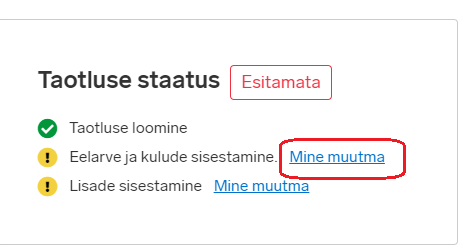 Taotluse staatus Esitamata
Taotluse loomine
Eelarve ja kulude sisestamine. Mine muutma
Lisade sisestamine Mine muutma